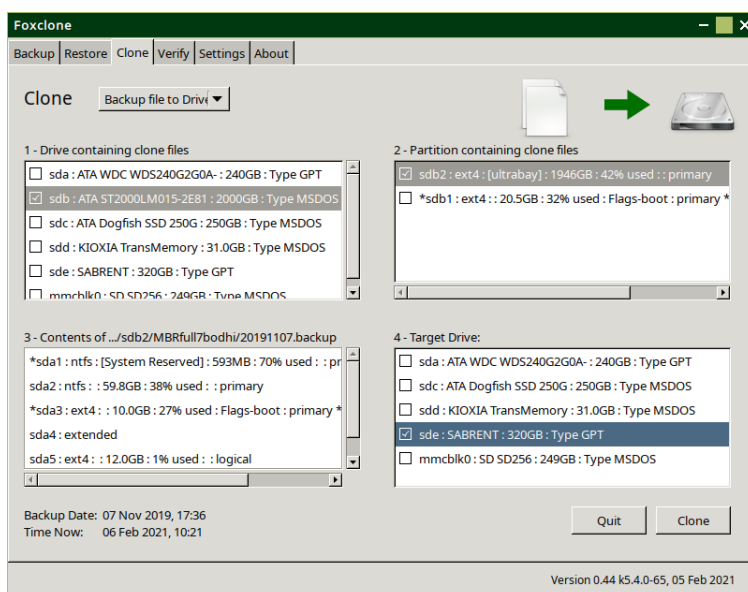 Foxclone
Backup Restore Clone Verify Settings About
Clone
Backup file to Drive
1 - Drive containing clone files
sda : ATA WDC WDS240G2G0A- : 240GB : Type GPT
sdb : ATA ST2000LM015-2E81 : 2000GB : Type MSDOS
sdc : ATA Dogfish SSD 250G : 250GB : Type MSDOS
sdd : KIOXIA TransMemory : 31.0GB : Type MSDOS
sde : SABRENT : 320GB : Type GPT
mmcblk0 : SD SD256 : 249GB : Type MSDOS
2 - Partition containing clone files
sdb2 : ext4 : [ultrabay] : 1946GB : 42% used : : primary
*sdb1 : ext4 : : 20.5GB : 32% used : Flags-boot : primary *
3 - Contents of .../sdb2/MBRfull7bodhi/20191107.backup
*sda1 : ntfs : [System Reserved] : 593MB : 70% used : : pr
sda2 : ntfs : : 59.8GB : 38% used : : primary
*sda3 : ext4 : : 10.0GB : 27% used : Flags-boot : primary *
sda4 : extended
sda5 : ext4 : : 12.0GB : 1% used : : logical
4 - Target Drive:
sda : ATA WDC WDS240G2G0A- : 240GB : Type GPT
sdc : ATA Dogfish SSD 250G : 250GB : Type MSDOS
sdd : KIOXIA TransMemory : 31.0GB : Type MSDOS
sde : SABRENT : 320GB : Type GPT
mmcblk0 : SD SD256 : 249GB : Type MSDOS
Backup Date: 07 Nov 2019, 17:36
Time Now: 06 Feb 2021, 10:21
Quit Clone
Version 0.44 k5.4.0-65, 05 Feb 2021